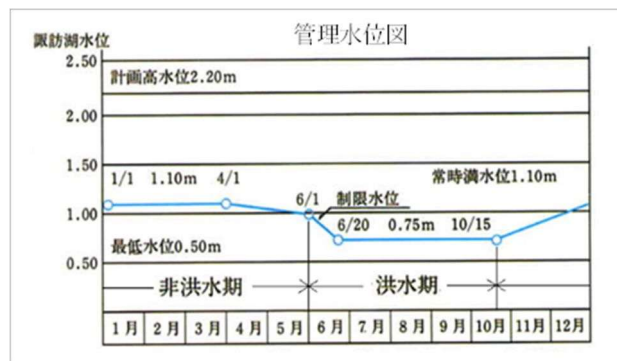 管理水位図
諏訪湖水位
2.50
計画高水位2.20m
2.00
1.50
常時満水位1.10m
1/1 1.10m 4/1
6/1 制限水位
1.00
6/20 0.75m 10/15
最低水位0.50m
0.50
非洪水期 洪水期
1月 2月 3月 4月 5月 6月 7月 8月 9月 10月 11月 12月